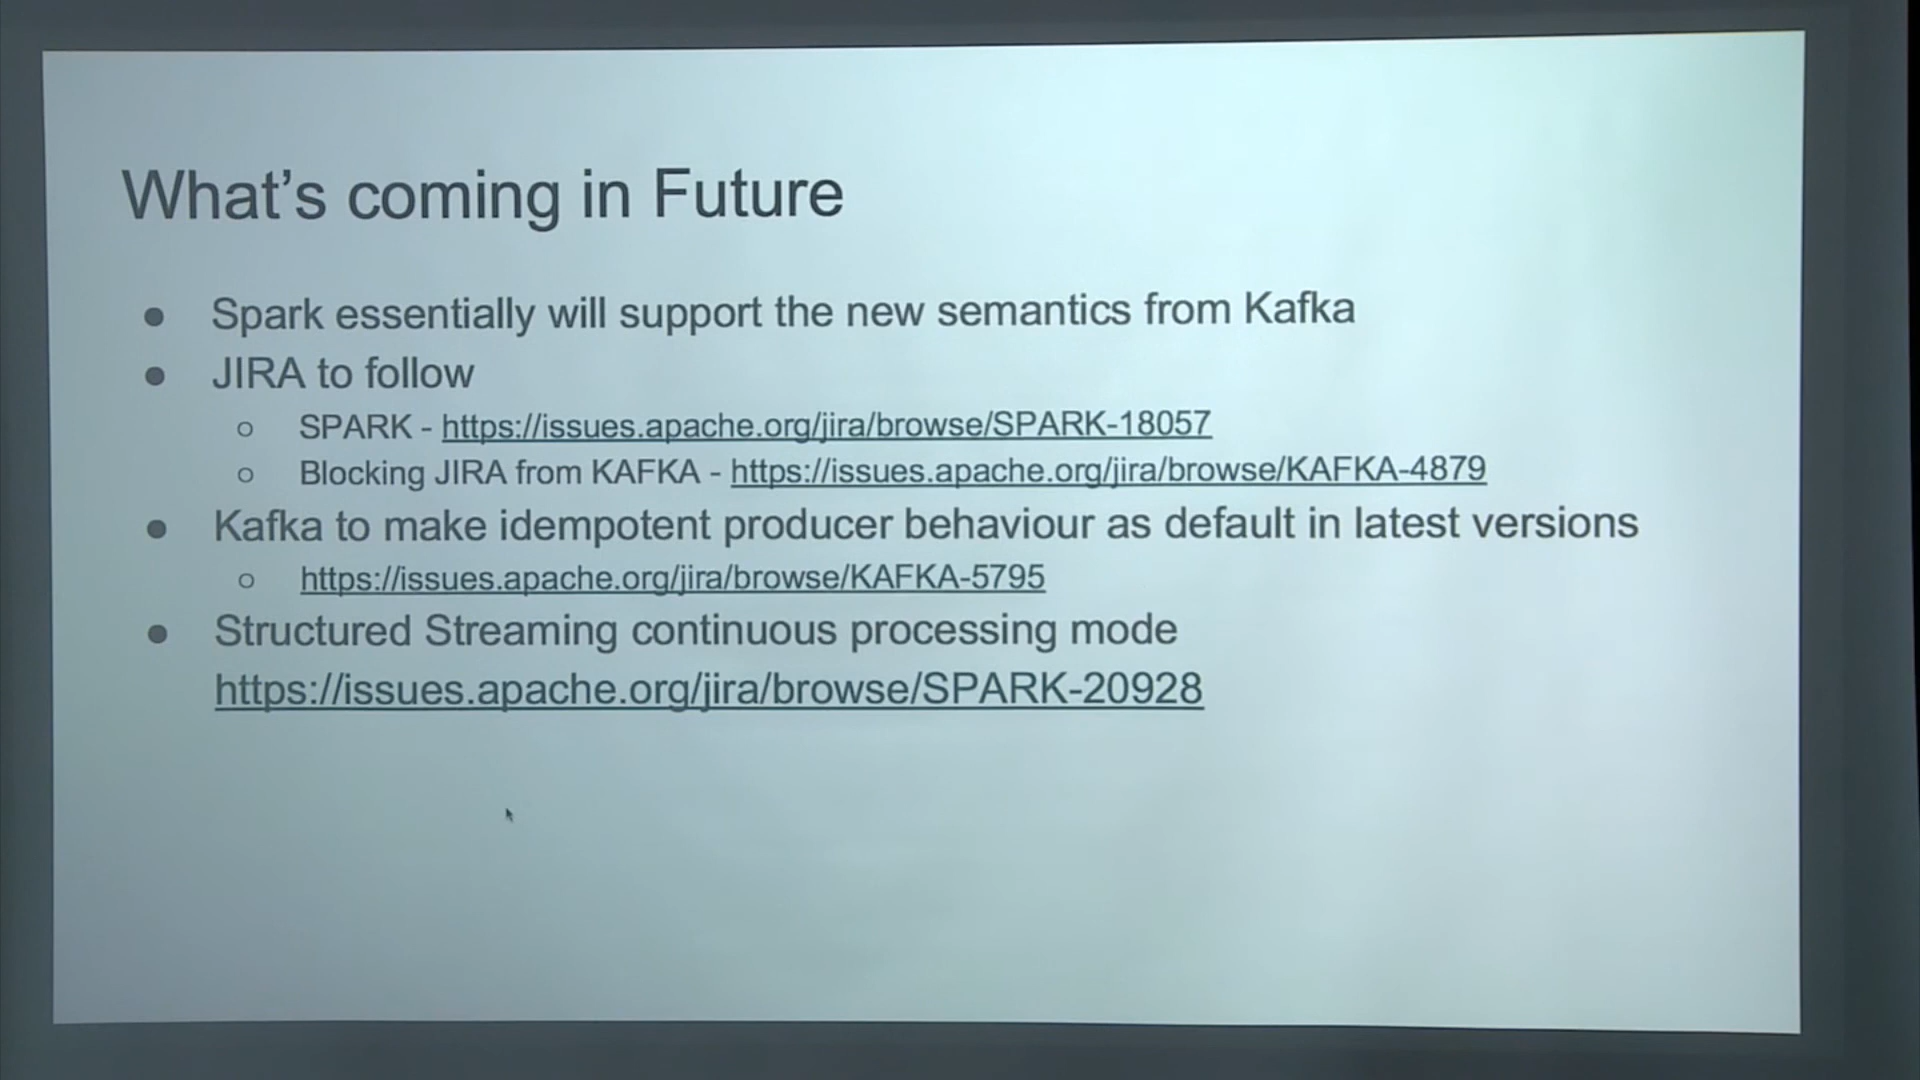 What's coming in Future
● Spark essentially will support the new semantics from Kafka
● JIRA to follow
○ SPARK - https://issues.apache.org/jira/browse/SPARK-18057
○ Blocking JIRA from KAFKA - https://issues.apache.org/jira/browse/KAFKA-4879
● Kafka to make idempotent producer behaviour as default in latest versions
○ https://issues.apache.org/jira/browse/KAFKA-5795
● Structured Streaming continuous processing mode
https://issues.apache.org/jira/browse/SPARK-20928